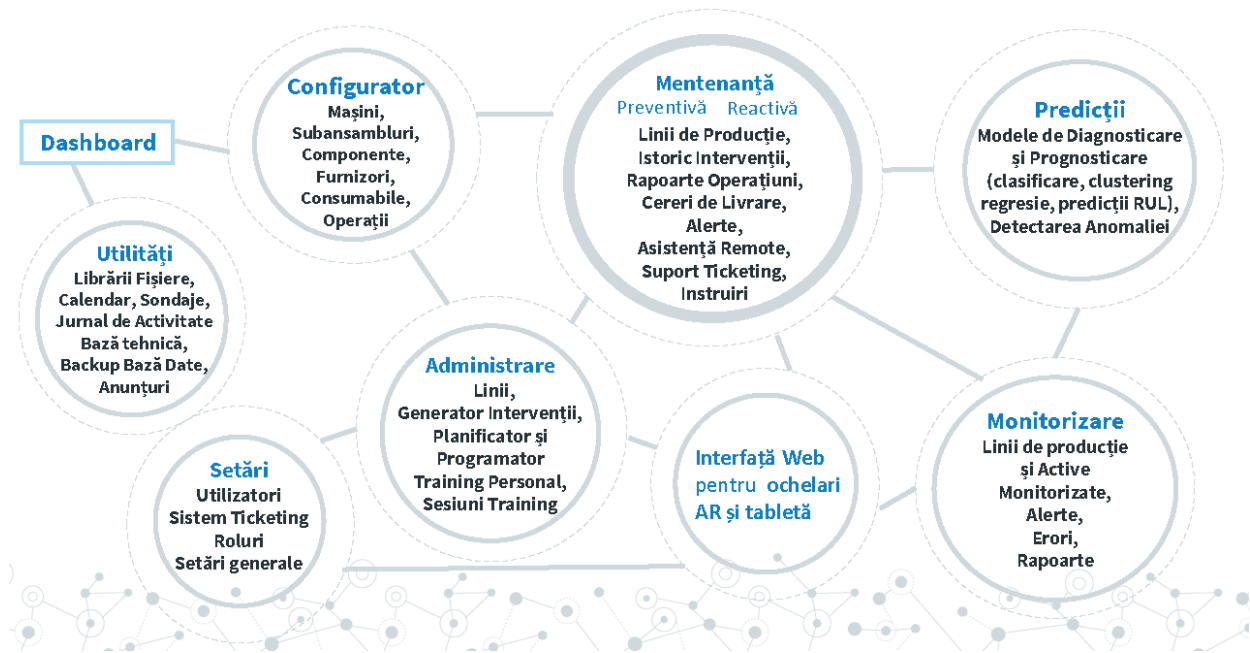 Dashboard
Configurator
Mașini,
Subansambluri,
Componente,
Furnizori,
Consumabile,
Operații
Mentenanță
Preventivă Reactivă
Linii de Producție,
Istoric Intervenții,
Rapoarte Operațiuni,
Cereri de Livrare,
Alerte,
Asistență Remote,
Suport Ticketing,
Instruiri
Predicții
Modele de Diagnosticare
și Prognosticare
(clasificare, clustering
regresie, predicții RUL),
Detectarea Anomaliei
Utilități
Librării Fișiere,
Calendar, Sondaje,
Jurnal de Activitate
Bază tehnică,
Backup Bază Date,
Anunțuri
Administrare
Linii,
Generator Intervenții,
Planificator și
Programator
Training Personal,
Sesiuni Training
Setări
Utilizatori
Sistem Ticketing
Roluri
Setări generale
Interfață Web
pentru ochelari
AR și tabletă
Monitorizare
Linii de producție
și Active
Monitorizate,
Alerte,
Erori,
Rapoarte